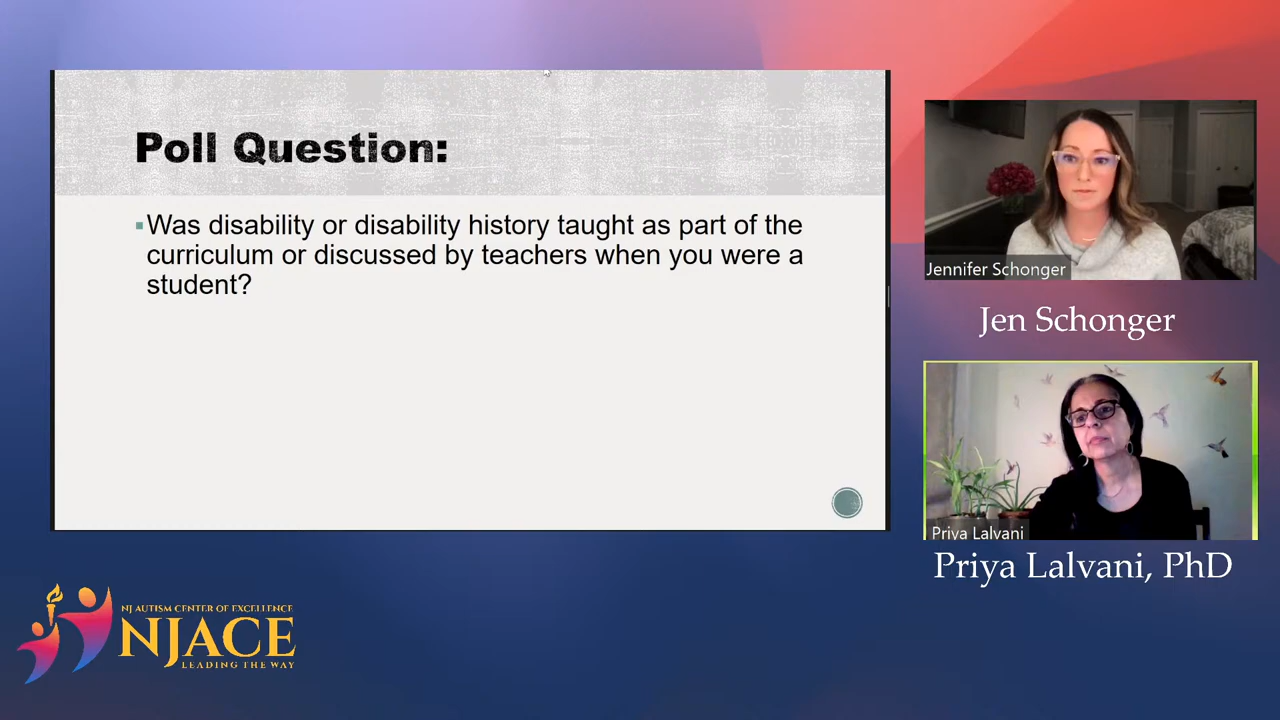 Poll Question:
▪Was disability or disability history taught as part of the
curriculum or discussed by teachers when you were a
student?
Jennifer Schonger
Jen Schonger
Priya Lalvani
Priya Lalvani, PhD
NJ AUTISM CENTER OF EXCELLENCE
NJACE
LEADING THE WAY